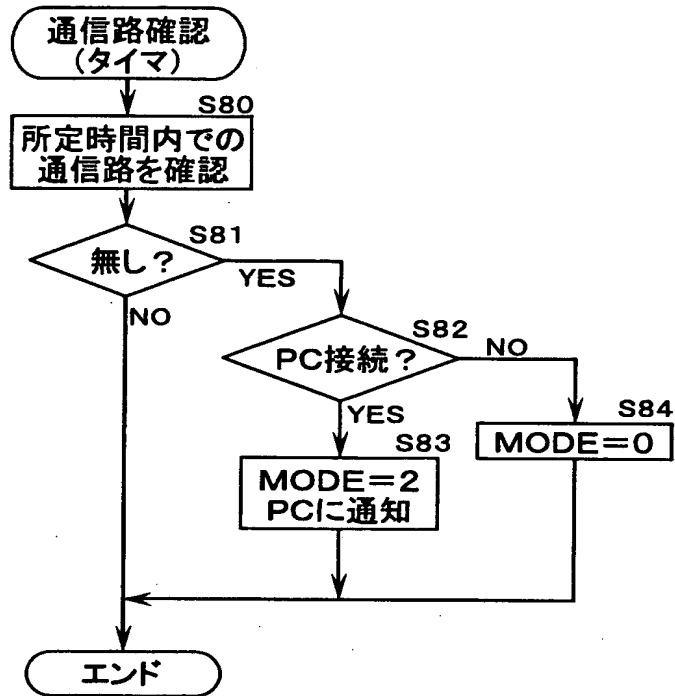 通信路確認
(タイマ)
S80
所定時間内での
通信路を確認
S81
無し?
YES
NO
S82
PC接続?
NO
YES
S84
MODE=0
S83
MODE=2
PCに通知
エンド